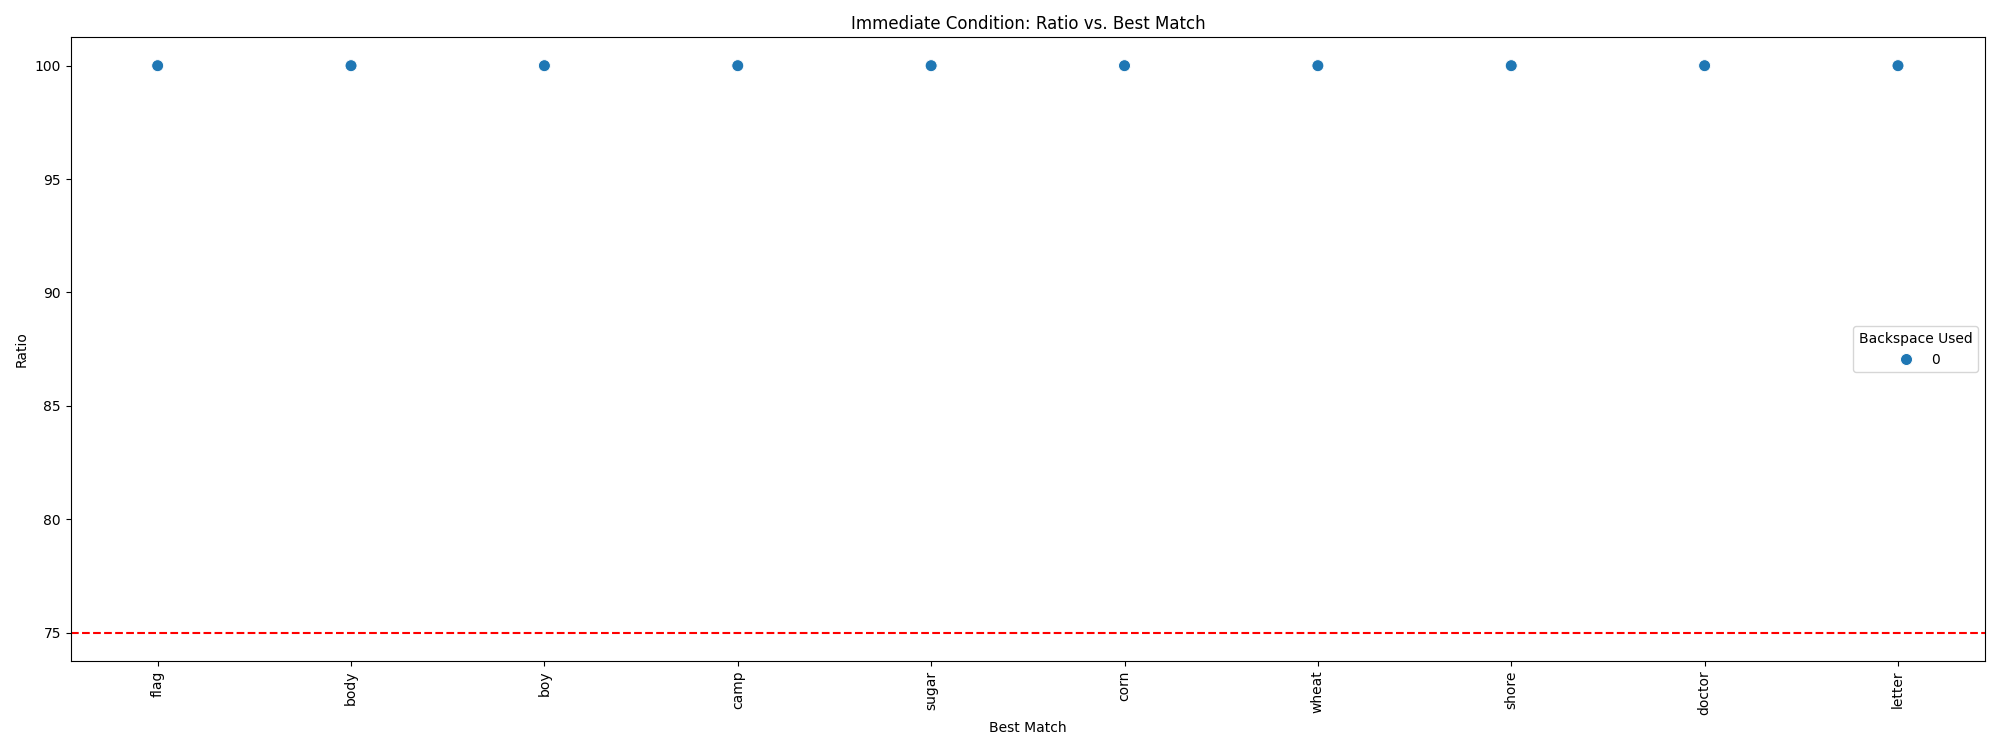 Immediate Condition: Ratio vs. Best Match
100
95
90
85
80
75
Ratio
Backspace Used
0
flag
body
boy
camp
sugar
corn
wheat
shore
doctor
letter
Best Match